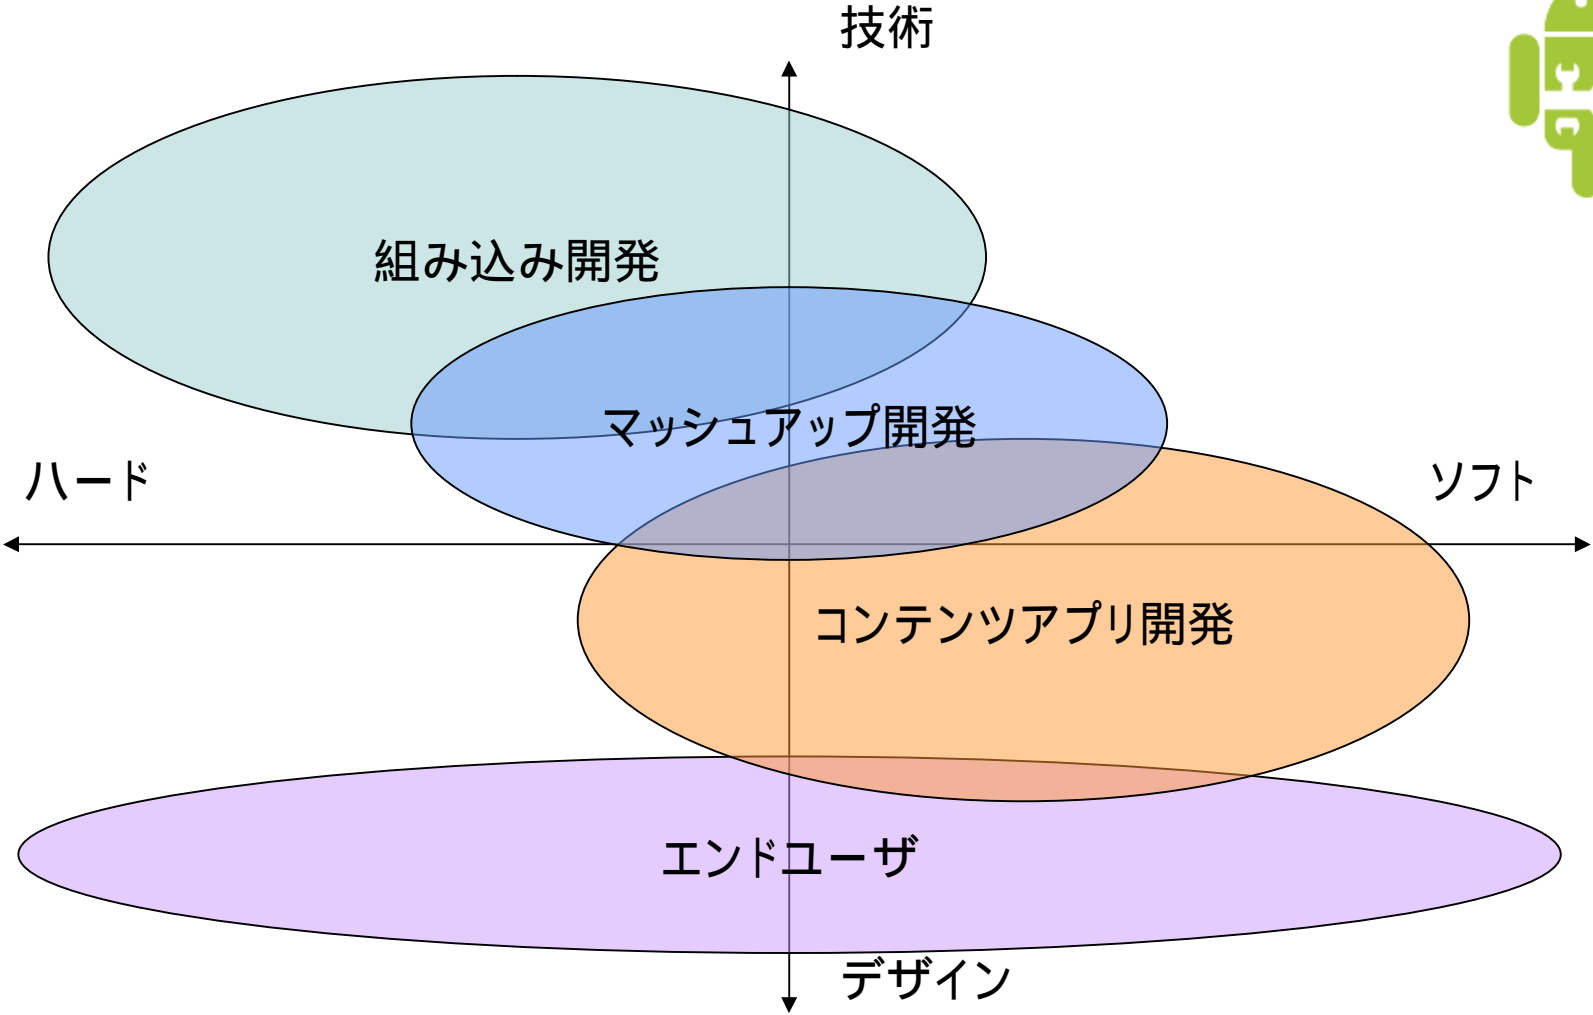 技術
組み込み開発
マッシュアップ開発
ハード
ソフト
コンテンツアプリ開発
エンドユーザ
デザイン